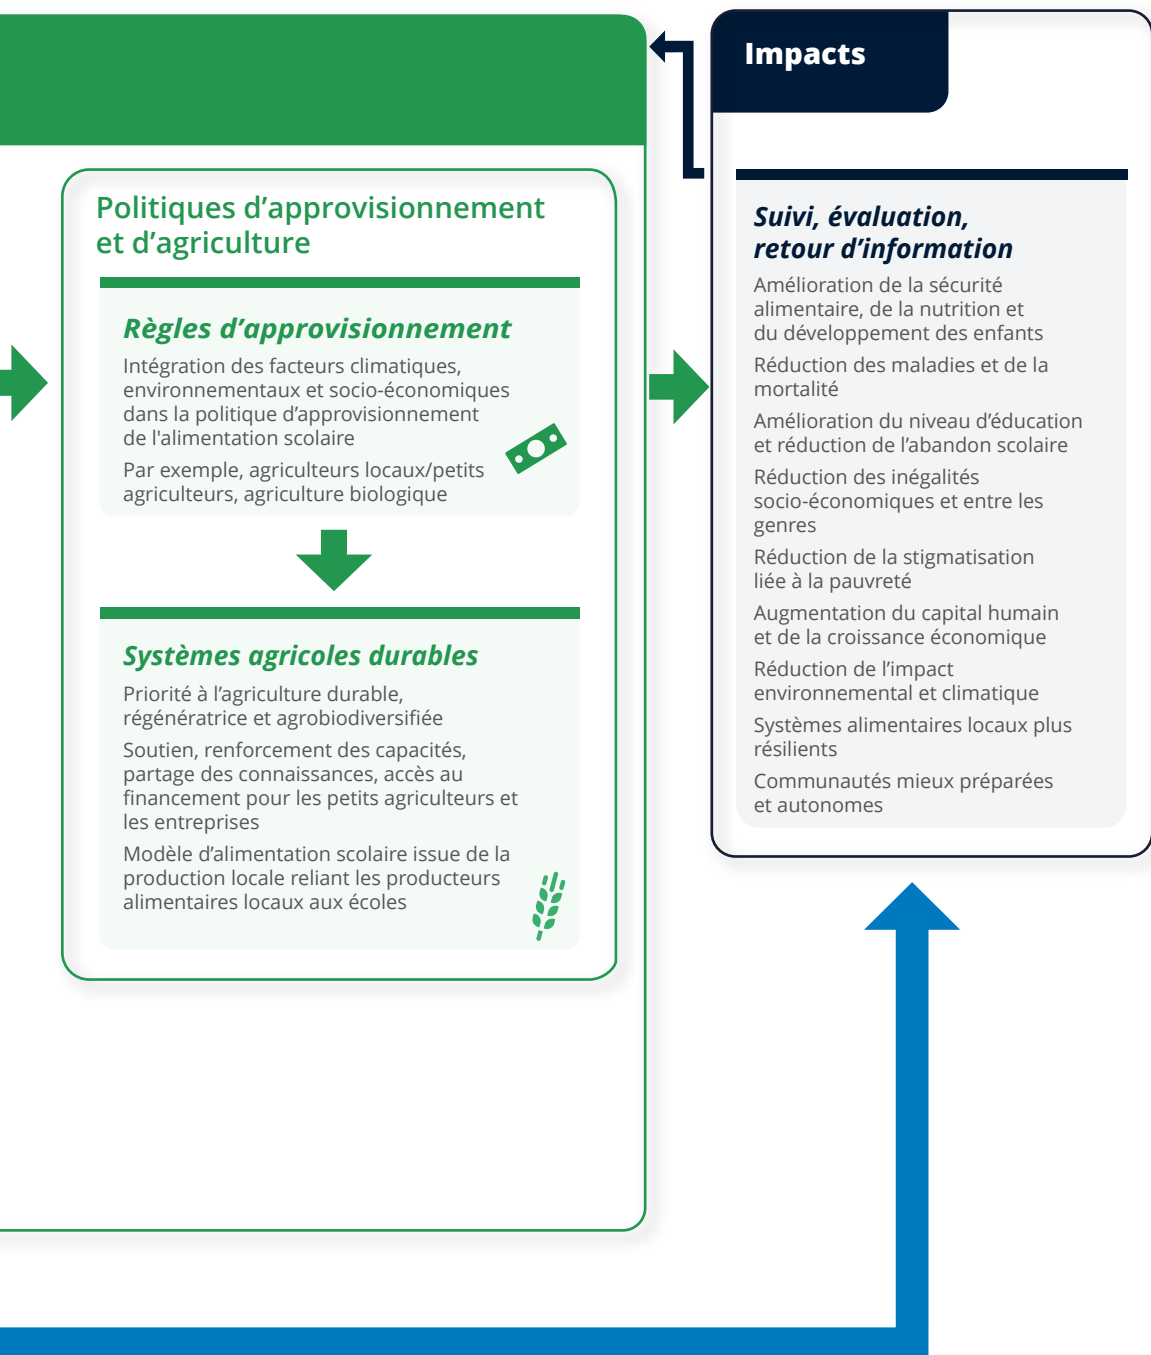 Politiques d’approvisionnement
et d’agriculture
Règles d’approvisionnement
Intégration des facteurs climatiques,
environnementaux et socio-économiques
dans la politique d’approvisionnement
de l'alimentation scolaire
Par exemple, agriculteurs locaux/petits
agriculteurs, agriculture biologique
Systèmes agricoles durables
Priorité à l’agriculture durable,
régénératrice et agrobiodiversifiée
Soutien, renforcement des capacités,
partage des connaissances, accès au
financement pour les petits agriculteurs et
les entreprises
Modèle d’alimentation scolaire issue de la
production locale reliant les producteurs
alimentaires locaux aux écoles
Impacts
Suivi, évaluation,
retour d’information
Amélioration de la sécurité
alimentaire, de la nutrition et
du développement des enfants
Réduction des maladies et de la
mortalité
Amélioration du niveau d’éducation
et réduction de l’abandon scolaire
Réduction des inégalités
socio-économiques et entre les
genres
Réduction de la stigmatisation
liée à la pauvreté
Augmentation du capital humain
et de la croissance économique
Réduction de l’impact
environnemental et climatique
Systèmes alimentaires locaux plus
résilients
Communautés mieux préparées
et autonomes